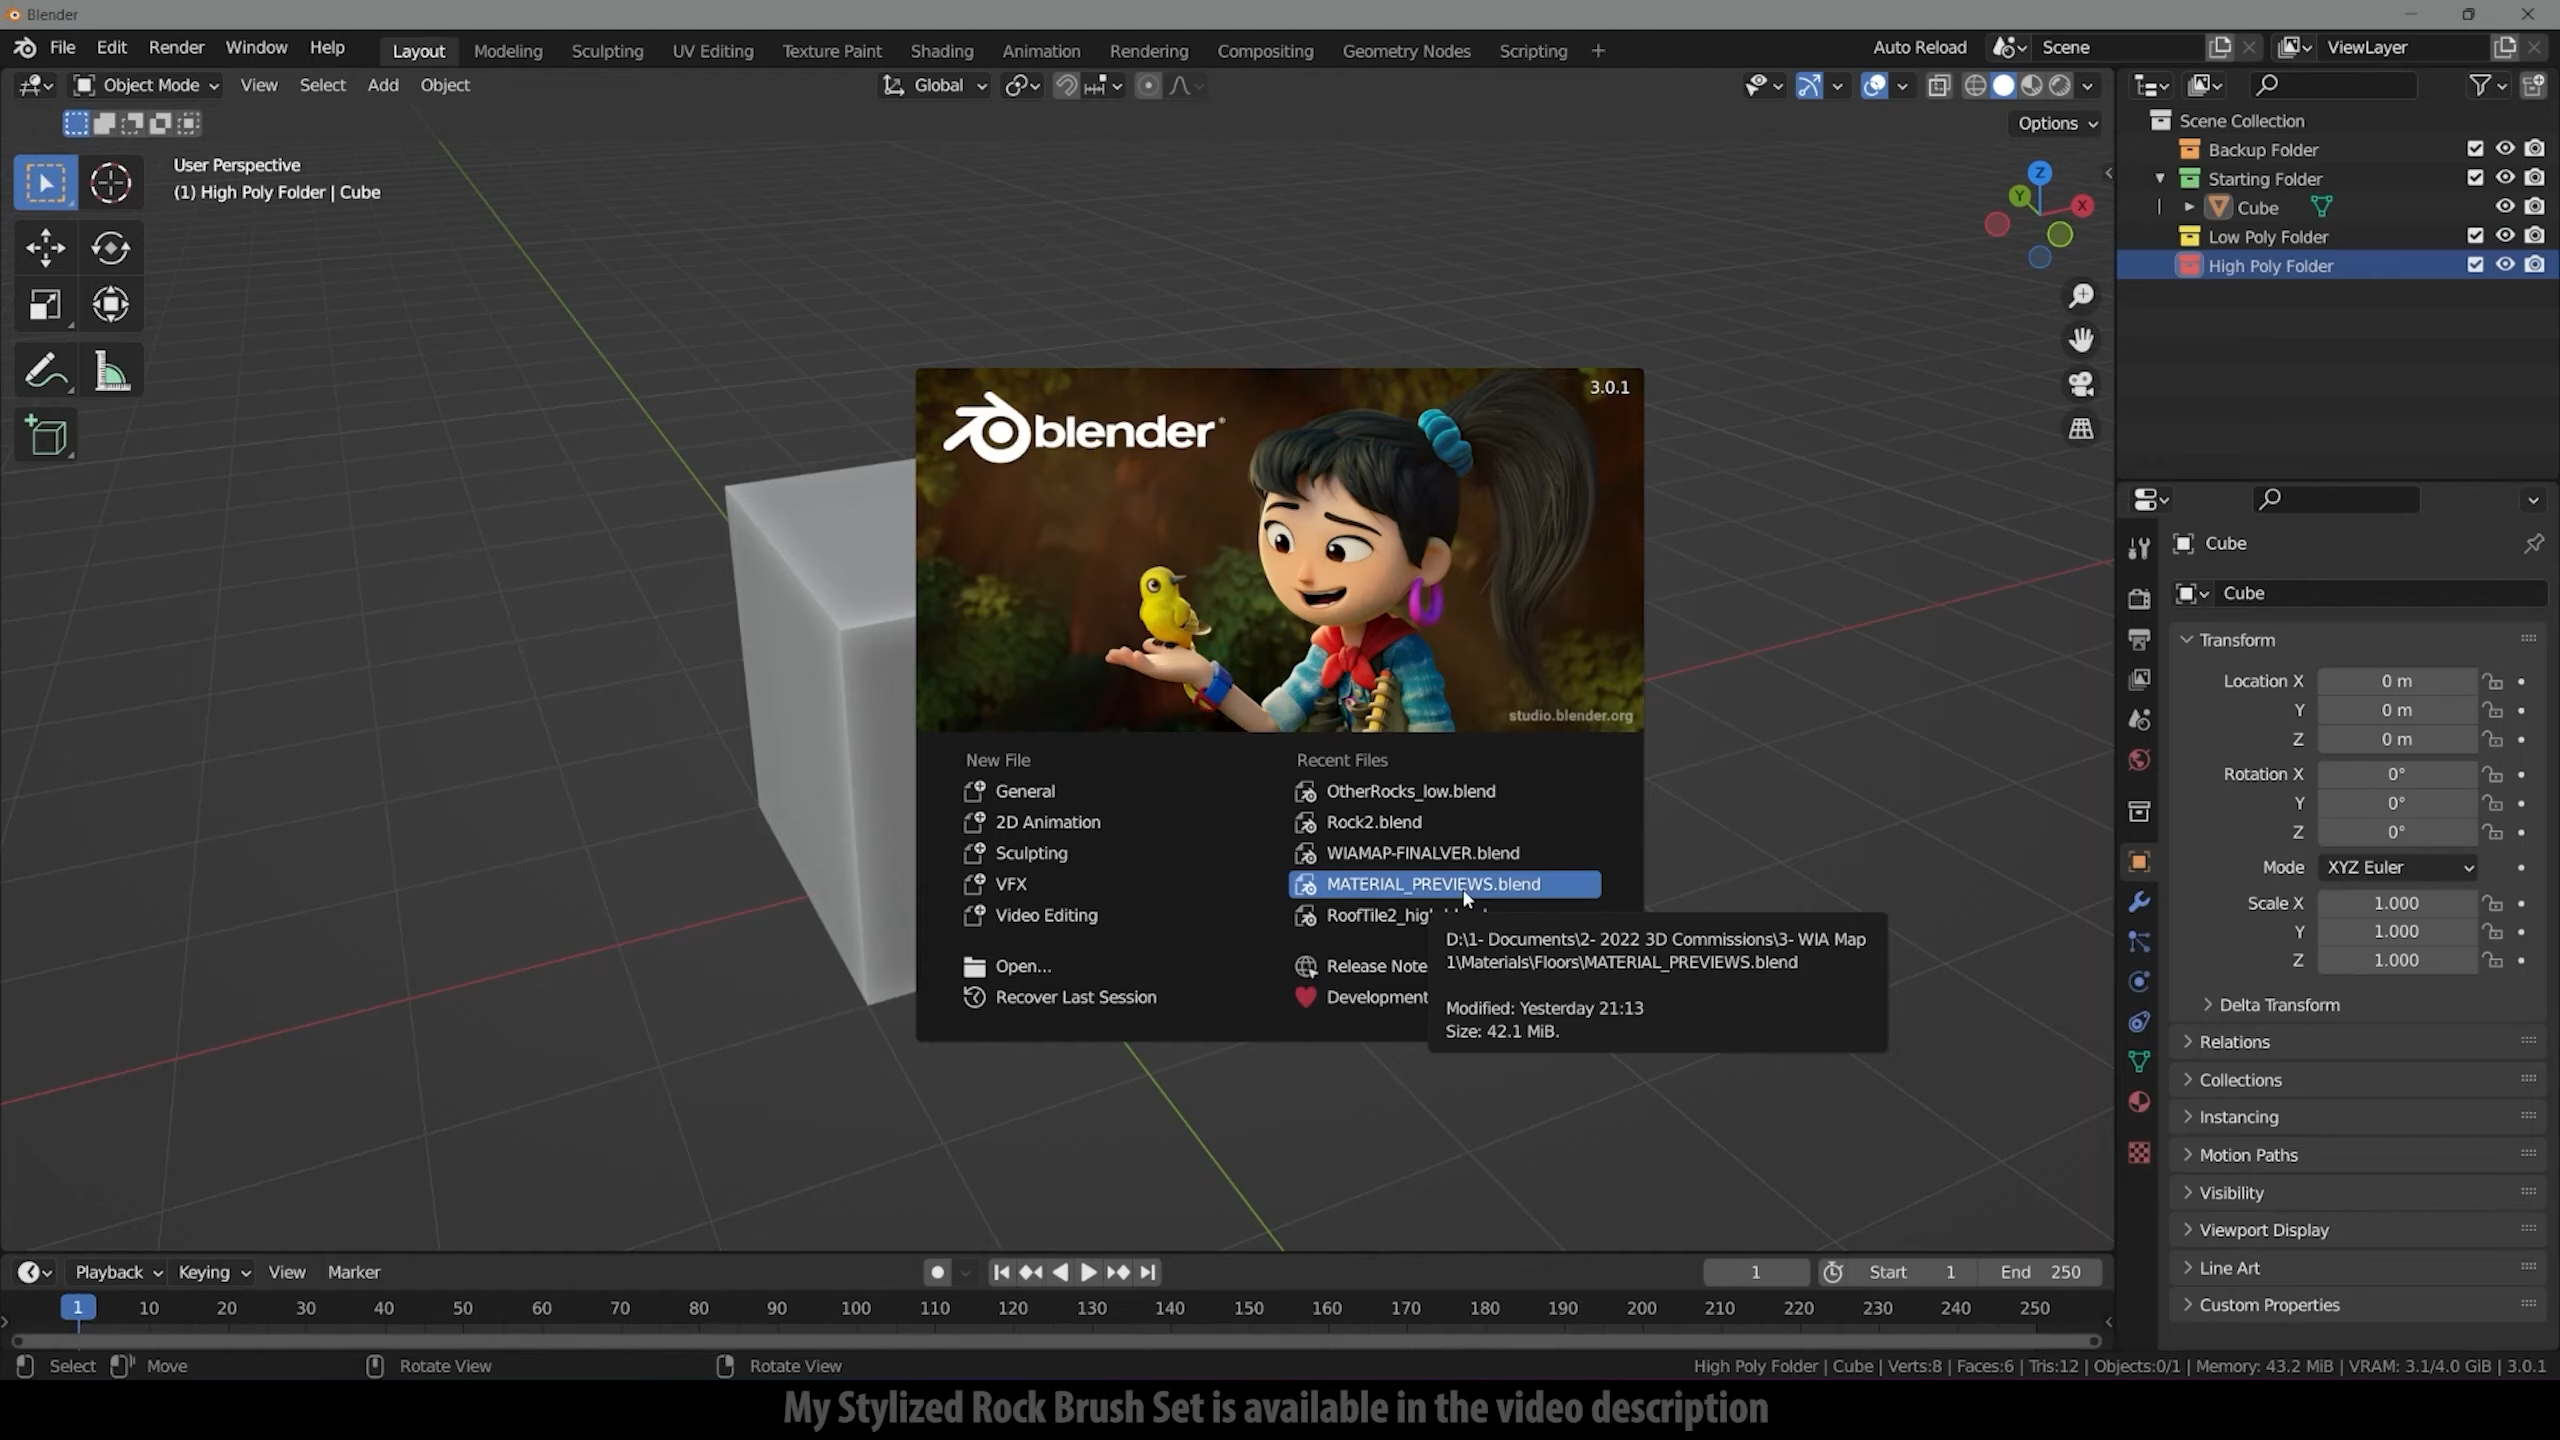 Blender
File Edit Render Window Help Layout Modeling Sculpting UV Editing Texture Paint Shading Animation Rendering Compositing Geometry Nodes Scripting + Auto Reload Scene ViewLayer
Object Mode View Select Add Object Global
Options
User Perspective
(1) High Poly Folder | Cube
Z
Y
X
Scene Collection
Backup Folder
Starting Folder
Cube
Low Poly Folder
High Poly Folder
blender
3.0.1
studio.blender.org
New File
General
2D Animation
Sculpting
VFX
Video Editing
Open...
Recover Last Session
Recent Files
OtherRocks_low.blend
Rock2.blend
WIAMAP-FINALVER.blend
MATERIAL_PREVIEWS.blend
Release Note
Development
D:\1- Documents\2- 2022 3D Commissions\3- WIA Map
1\Materials\Floors\MATERIAL_PREVIEWS.blend
Modified: Yesterday 21:13
Size: 42.1 MiB.
Cube
Cube
Transform
Location X 0 m
Y 0 m
Z 0 m
Rotation X 0°
Y 0°
Z 0°
Mode XYZ Euler
Scale X 1.000
Y 1.000
Z 1.000
Delta Transform
Relations
Collections
Instancing
Motion Paths
Visibility
Viewport Display
Line Art
Custom Properties
Playback Keying View Marker 1 Start 1 End 250
1 10 20 30 40 50 60 70 80 90 100 110 120 130 140 150 160 170 180 190 200 210 220 230 240 250
Select Move Rotate View Rotate View High Poly Folder | Cube | Verts:8 | Faces:6 | Tris:12 | Objects:0/1 | Memory: 43.2 MiB | VRAM: 3.1/4.0 GiB | 3.0.1
My Stylized Rock Brush Set is available in the video description